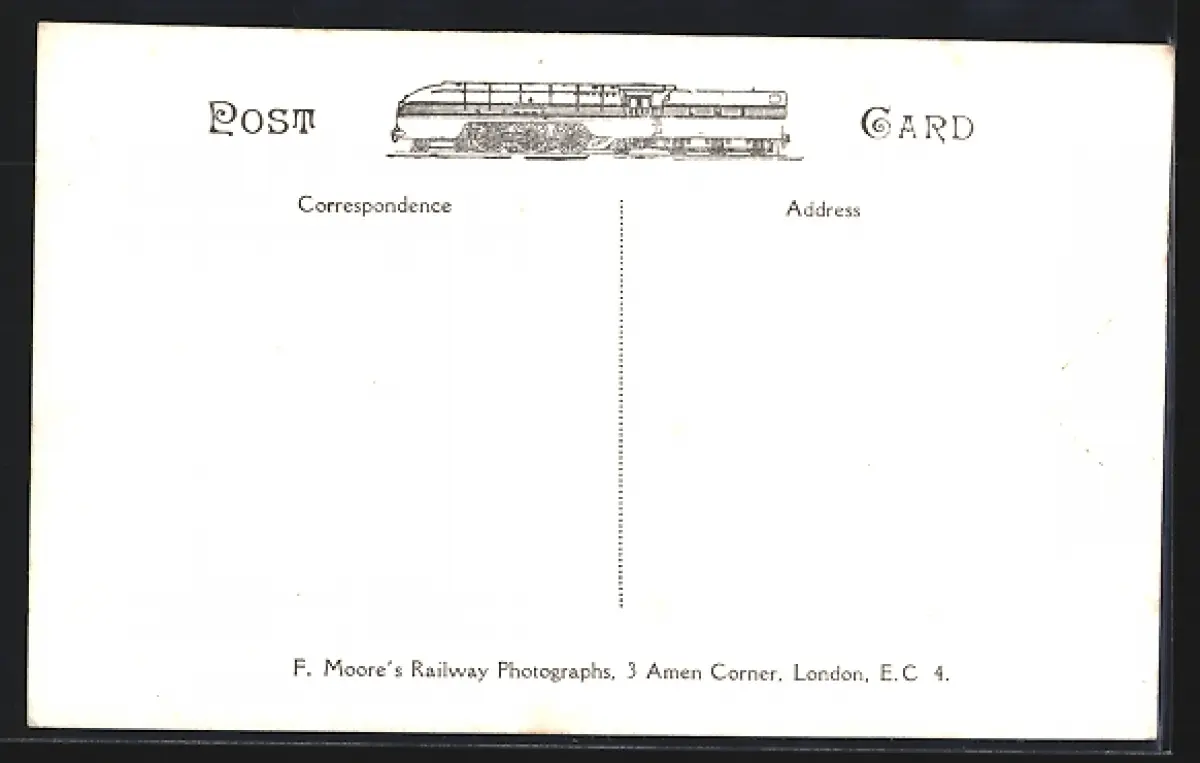 POST CARD
Correspondence
Address
F. Moore's Railway Photographs, 3 Amen Corner, London, E.C 4.